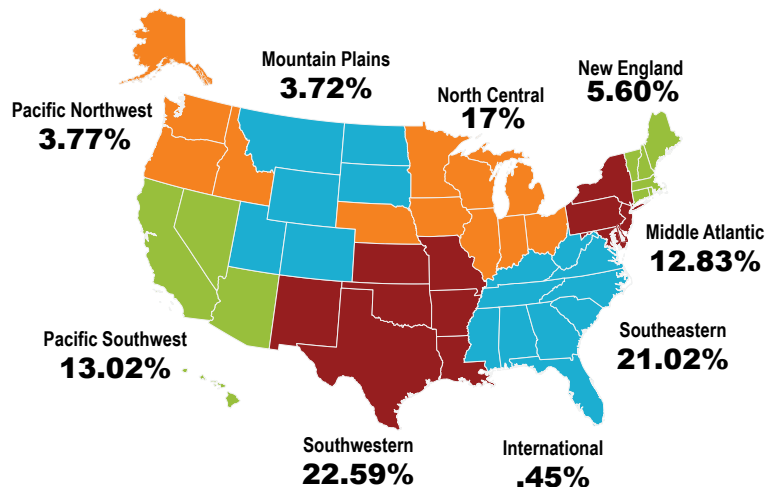 Mountain Plains
3.72%
New England
5.60%
North Central
17%
Pacific Northwest
3.77%
Middle Atlantic
12.83%
Southeastern
21.02%
Pacific Southwest
13.02%
Southwestern
22.59%
International
.45%